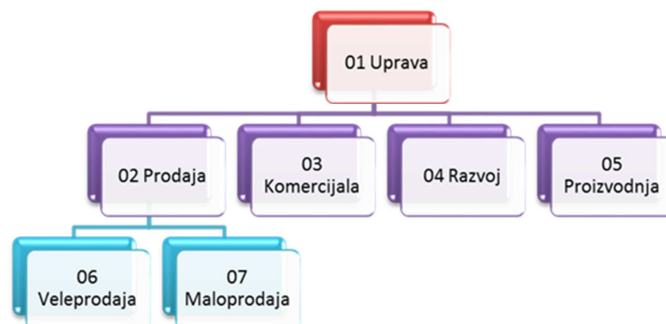 01 Uprava
02 Prodaja
03
Komercijala
04 Razvoj
05
Proizvodnja
06
Veleprodaja
07
Maloprodaja